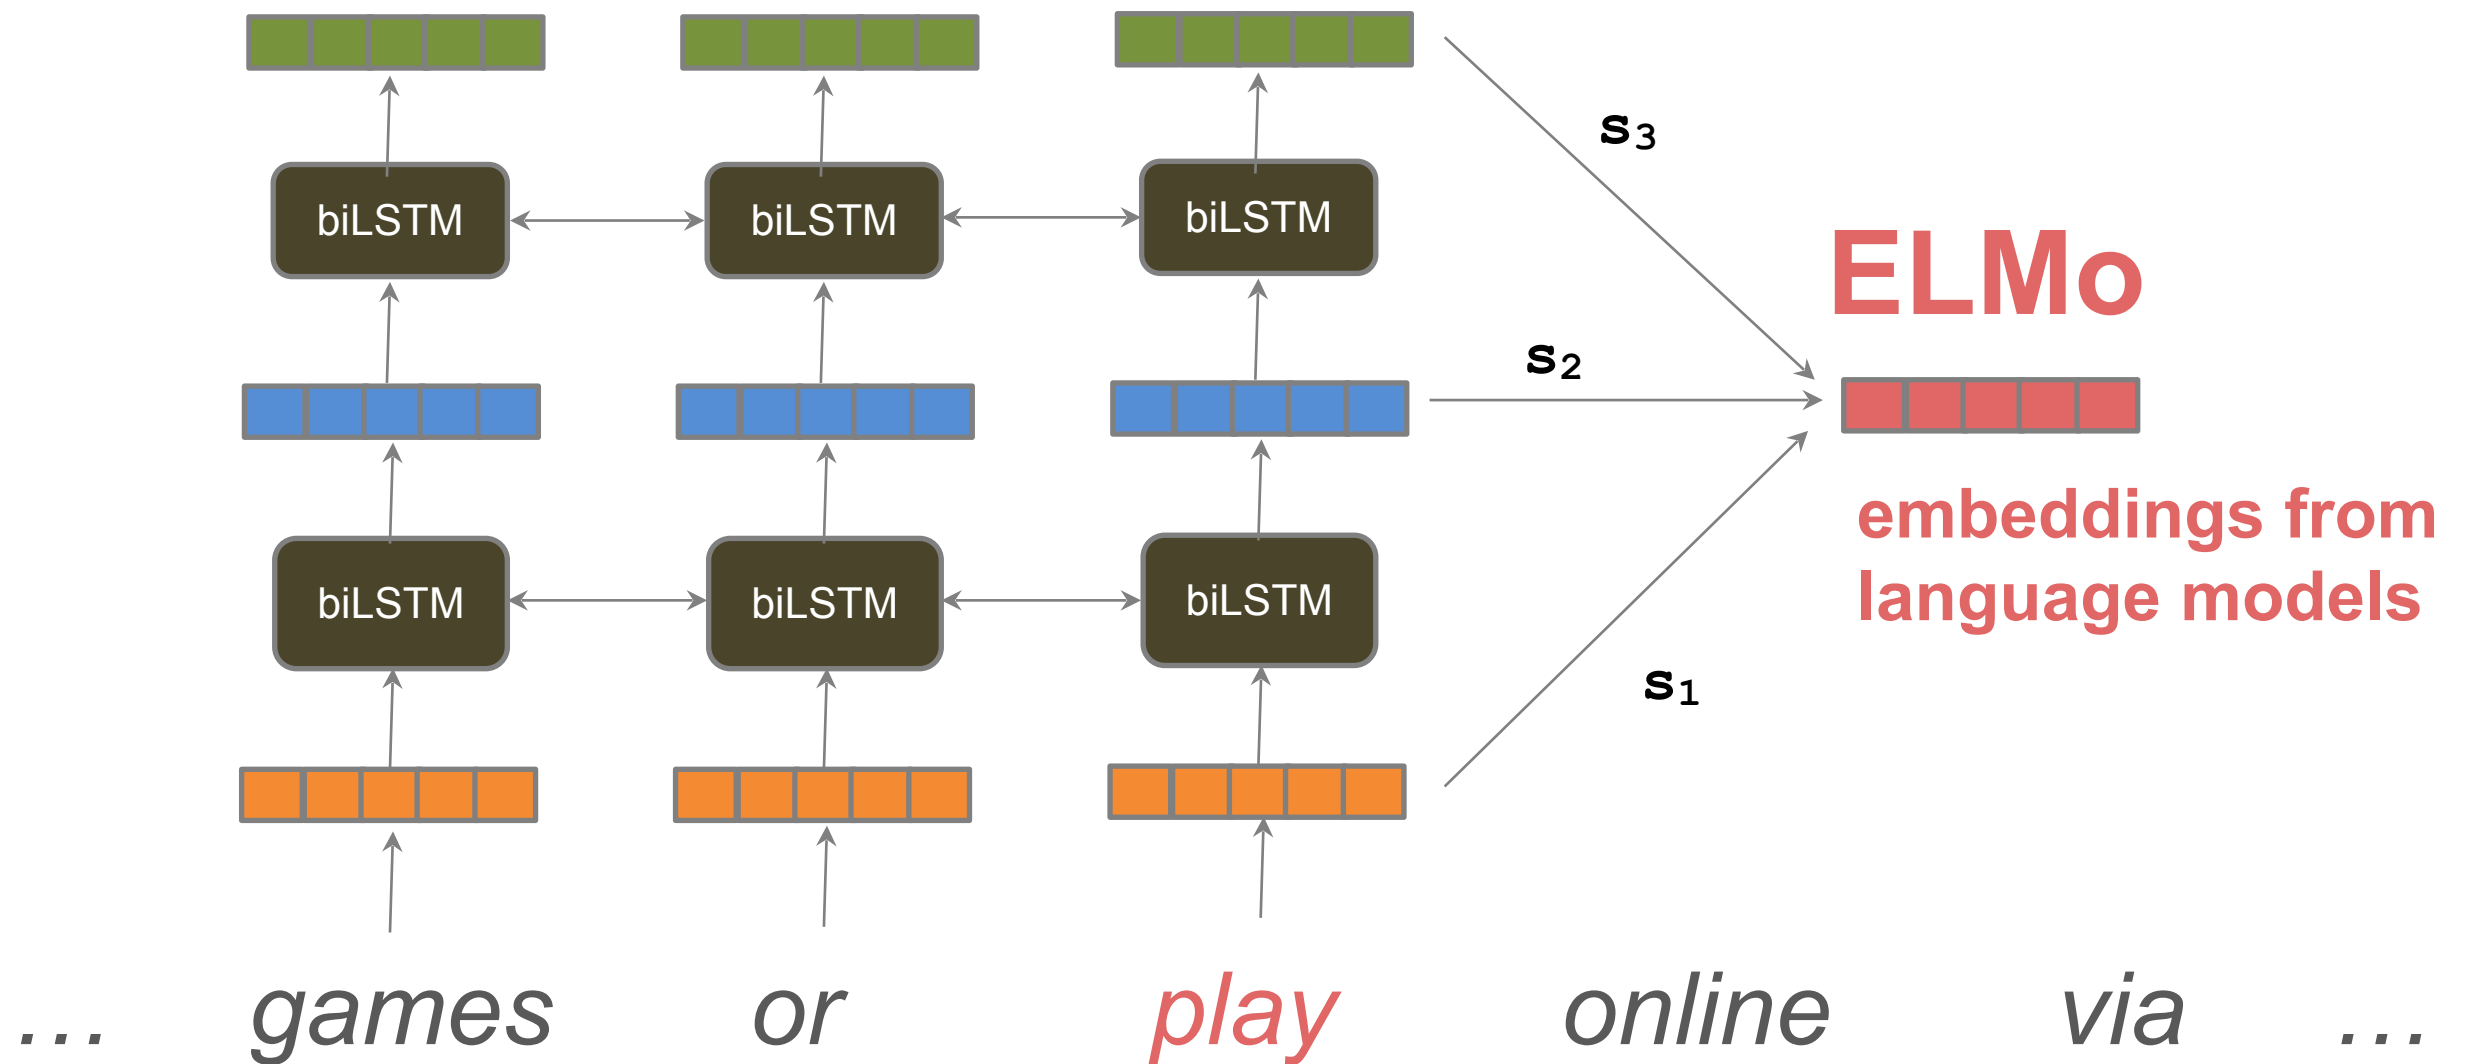 s3
biLSTM biLSTM biLSTM
ELMo
s2
embeddings from
language models
biLSTM biLSTM biLSTM
s1
… games or play online via …